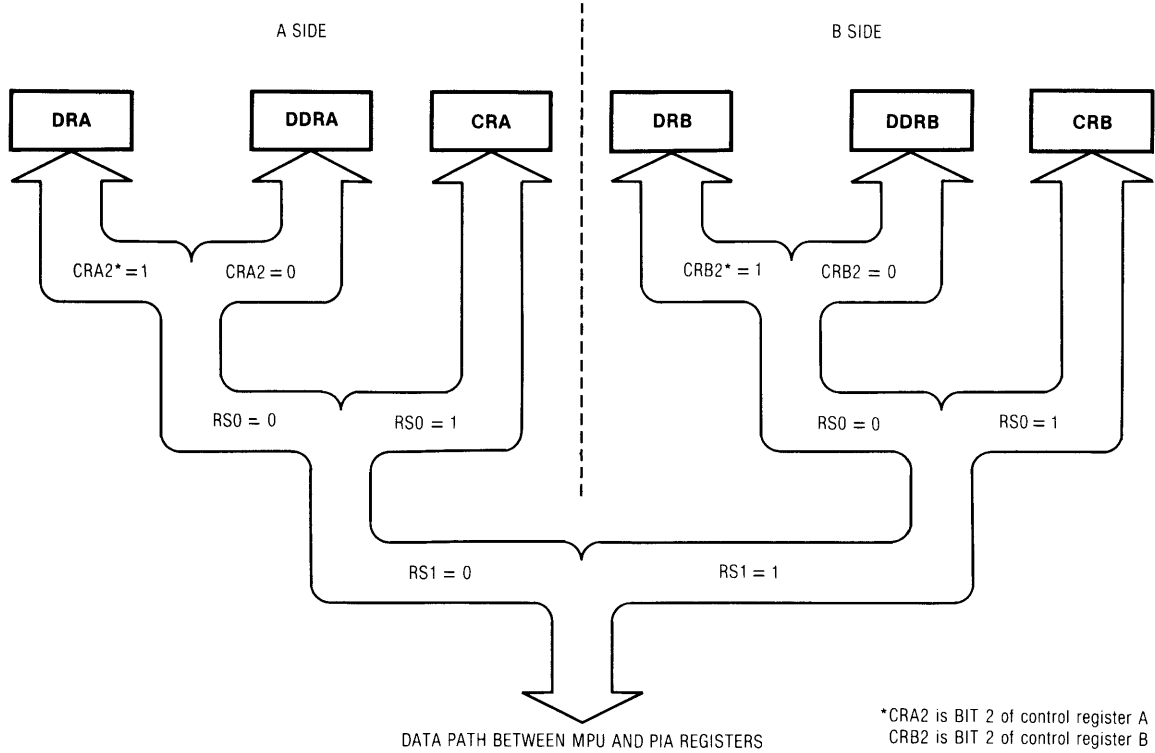 A SIDE
B SIDE
DRA
DDRA
CRA
DRB
DDRB
CRB
CRA2* = 1
CRA2 = 0
CRB2* = 1
CRB2 = 0
RS0 = 0
RS0 = 1
RS0 = 0
RS0 = 1
RS1 = 0
RS1 = 1
DATA PATH BETWEEN MPU AND PIA REGISTERS
*CRA2 is BIT 2 of control register A
CRB2 is BIT 2 of control register B